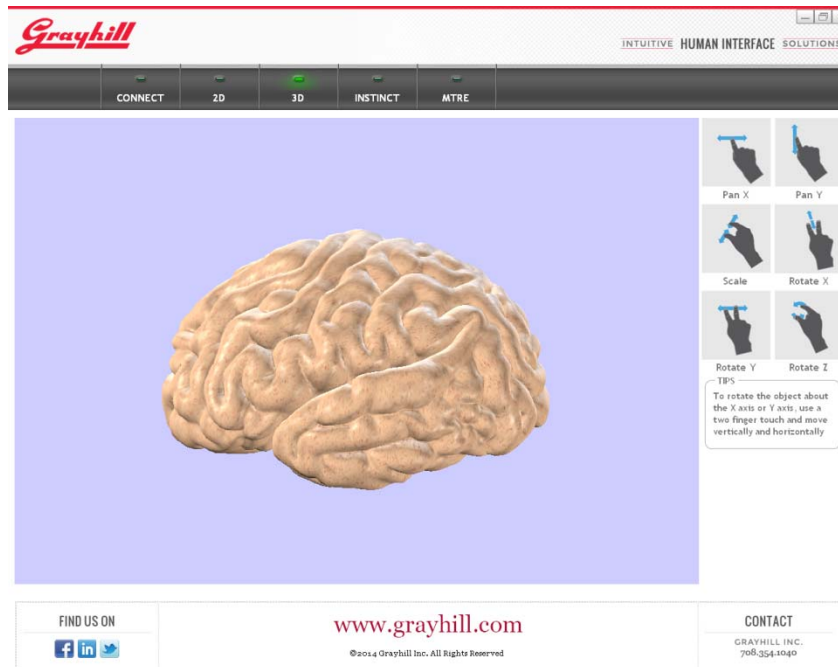 Grayhill
INTUITIVE HUMAN INTERFACE SOLUTIONS
CONNECT 2D 3D INSTINCT MTRE
Pan X Pan Y
Scale Rotate X
Rotate Y Rotate Z
TIPS
To rotate the object about
the X axis or Y axis, use a
two finger touch and move
vertically and horizontally
FIND US ON
www.grayhill.com
©2014 Grayhill Inc. All Rights Reserved
CONTACT
GRAYHILL INC.
708.354.1040